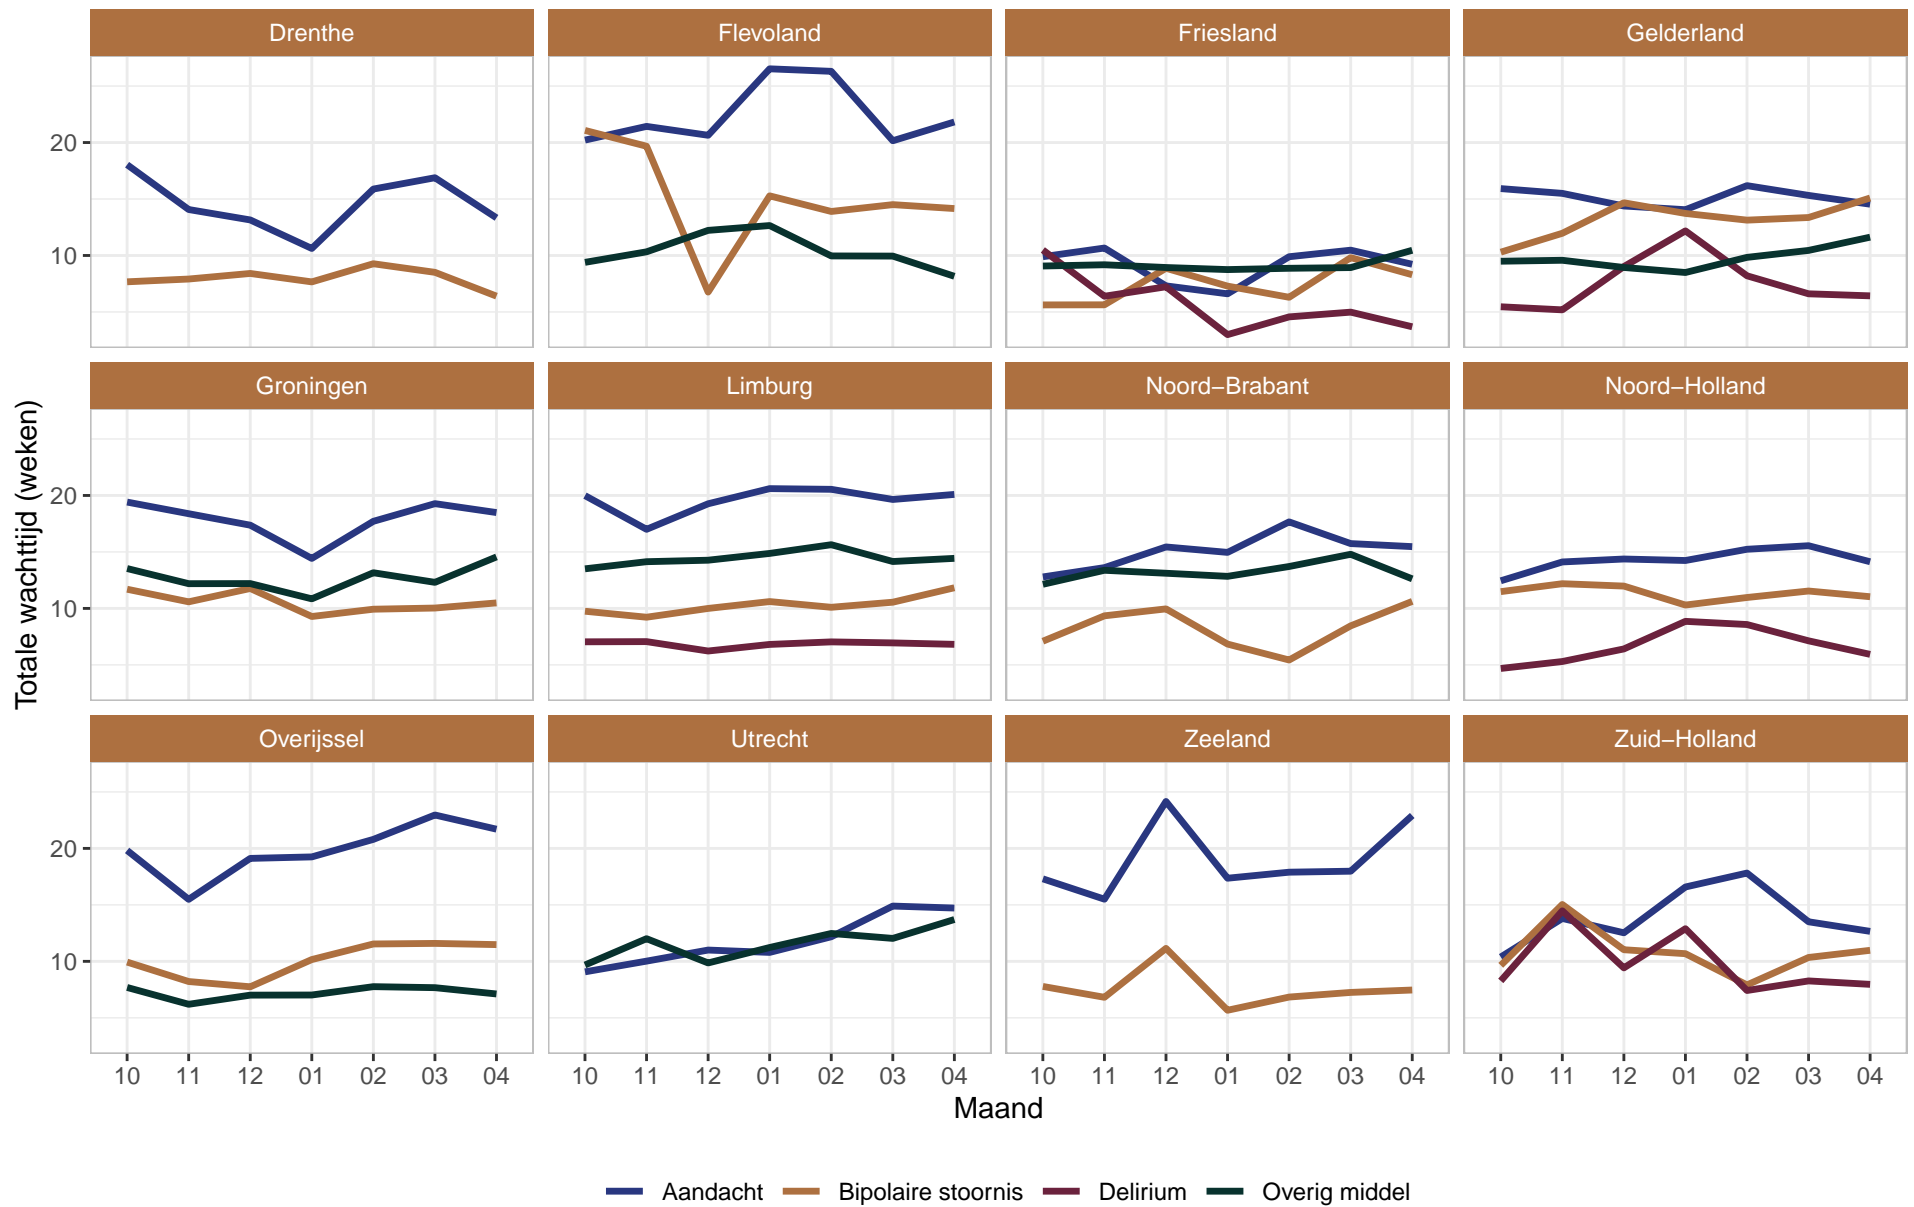 Drenthe Flevoland Friesland Gelderland
20
10
Groningen Limburg Noord−Brabant Noord−Holland
20
10
Totale wachttijd (weken)
Overijssel Utrecht Zeeland Zuid−Holland
20
10
10 11 12 01 02 03 04 10 11 12 01 02 03 04 10 11 12 01 02 03 04 10 11 12 01 02 03 04
Maand
Aandacht Bipolaire stoornis Delirium Overig middel